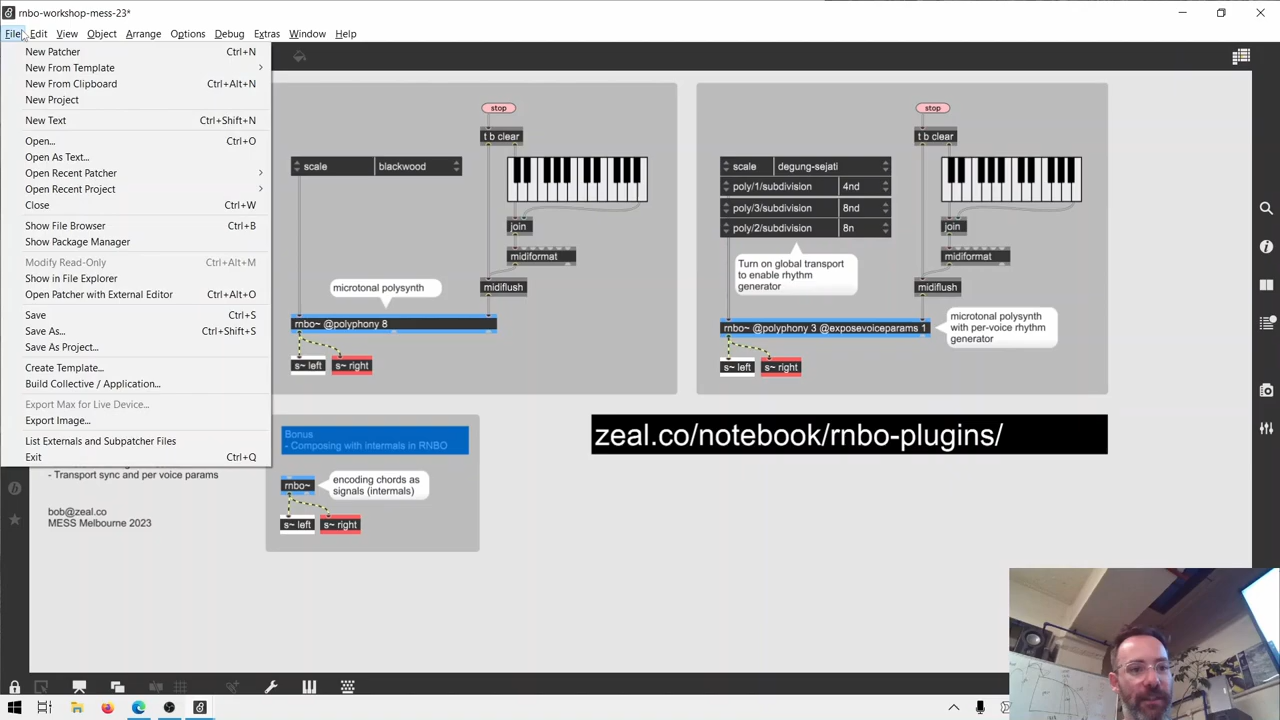 rnbo-workshop-mess-23*
File Edit View Object Arrange Options Debug Extras Window Help
New Patcher Ctrl+N
New From Template
New From Clipboard Ctrl+Alt+N
New Project
New Text Ctrl+Shift+N
Open... Ctrl+O
Open As Text...
Open Recent Patcher
Open Recent Project
Close Ctrl+W
Show File Browser Ctrl+B
Show Package Manager
Modify Read-Only Ctrl+Alt+M
Show in File Explorer
Open Patcher with External Editor Ctrl+Alt+O
Save Ctrl+S
Save As... Ctrl+Shift+S
Save As Project...
Create Template...
Build Collective / Application...
Export Max for Live Device...
Export Image...
List Externals and Subpatcher Files
Exit Ctrl+Q
- Transport sync and per voice params
bob@zeal.co
MESS Melbourne 2023
stop
t b clear
scale blackwood
join
midiformat
midiflush
microtonal polysynth
rnbo~ @polyphony 8
s~ left s~ right
stop
t b clear
scale degung-sejati
poly/1/subdivision 4nd
poly/3/subdivision 8nd
poly/2/subdivision 8n
join
midiformat
Turn on global transport
to enable rhythm
generator
midiflush
rnbo~ @polyphony 3 @exposevoiceparams 1
microtonal polysynth
with per-voice rhythm
generator
s~ left s~ right
Bonus
- Composing with intermals in RNBO
rnbo~
encoding chords as
signals (intermals)
s~ left s~ right
zeal.co/notebook/rnbo-plugins/